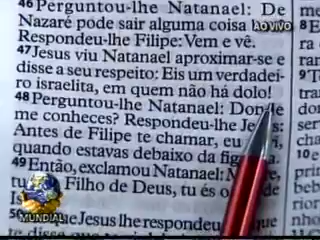 46 Perguntou-lhe Natanael: De
Nazaré pode sair alguma coisa
AO VIVO
Respondeu-lhe Filipe: Vem e vê.
47 Jesus viu Natanael aproximar-se e
disse a seu respeito: Eis um verdadei-
ro israelita, em quem não há dolo!
48 Perguntou-lhe Natanael: Donde
me conheces? Respondeu-lhe Jesus:
Antes de Filipe te chamar, eu
quando estavas debaixo da
49 Então, exclamou Natanael:
tu Filho de Deus, tu és o
MUNDIAL
Jesus lhe respondeu